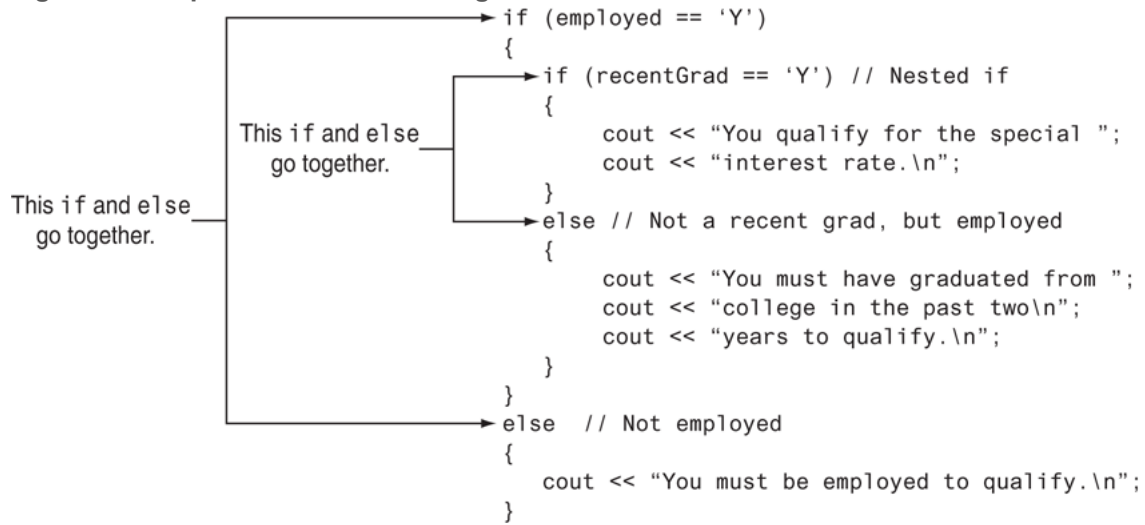 if (employed == ‘Y’)
{
if (recentGrad == ‘Y’) // Nested if
{
cout << “You qualify for the special ”;
cout << “interest rate.\n”;
}
This if and else
go together.
else // Not a recent grad, but employed
{
cout << “You must have graduated from ”;
cout << “college in the past two\n”;
cout << “years to qualify.\n”;
}
}
This if and else
go together.
else // Not employed
{
cout << “You must be employed to qualify.\n”;
}